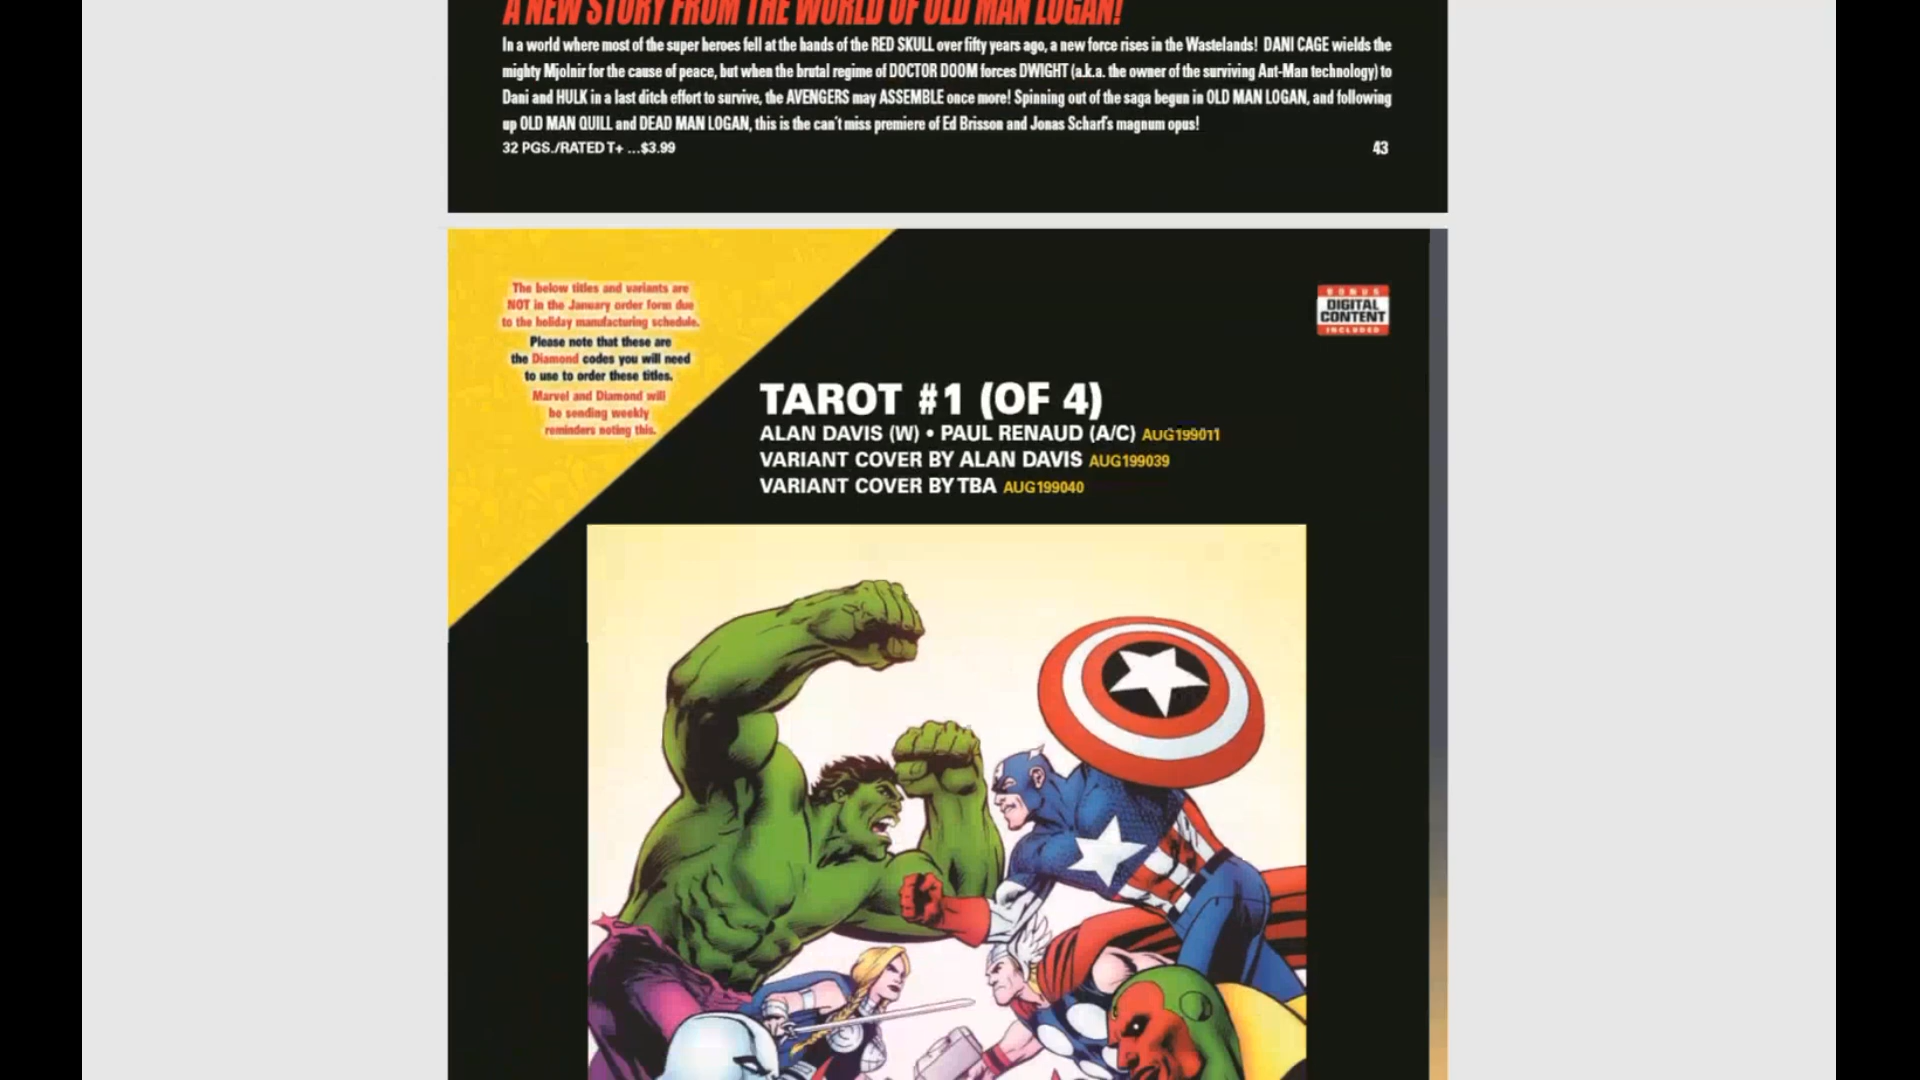 A NEW STORY FROM THE WORLD OF OLD MAN LOGAN!
In a world where most of the super heroes fell at the hands of the RED SKULL over fifty years ago, a new force rises in the Wastelands! DANI CAGE wields the
mighty Mjolnir for the cause of peace, but when the brutal regime of DOCTOR DOOM forces DWIGHT (a.k.a. the owner of the surviving Ant-Man technology) to
Dani and HULK in a last ditch effort to survive, the AVENGERS may ASSEMBLE once more! Spinning out of the saga begun in OLD MAN LOGAN, and following
up OLD MAN QUILL and DEAD MAN LOGAN, this is the can't miss premiere of Ed Brisson and Jonas Scharf's magnum opus!
32 PGS./RATED T+ ...$3.99
43
The below titles and variants are
NOT in the January order form due
to the holiday manufacturing schedule.
Please note that these are
the Diamond codes you will need
to use to order these titles.
Marvel and Diamond will
be sending weekly
reminders noting this.
BONUS
DIGITAL
CONTENT
INCLUDED
TAROT #1 (OF 4)
ALAN DAVIS (W) • PAUL RENAUD (A/C) AUG199011
VARIANT COVER BY ALAN DAVIS AUG199039
VARIANT COVER BY TBA AUG199040